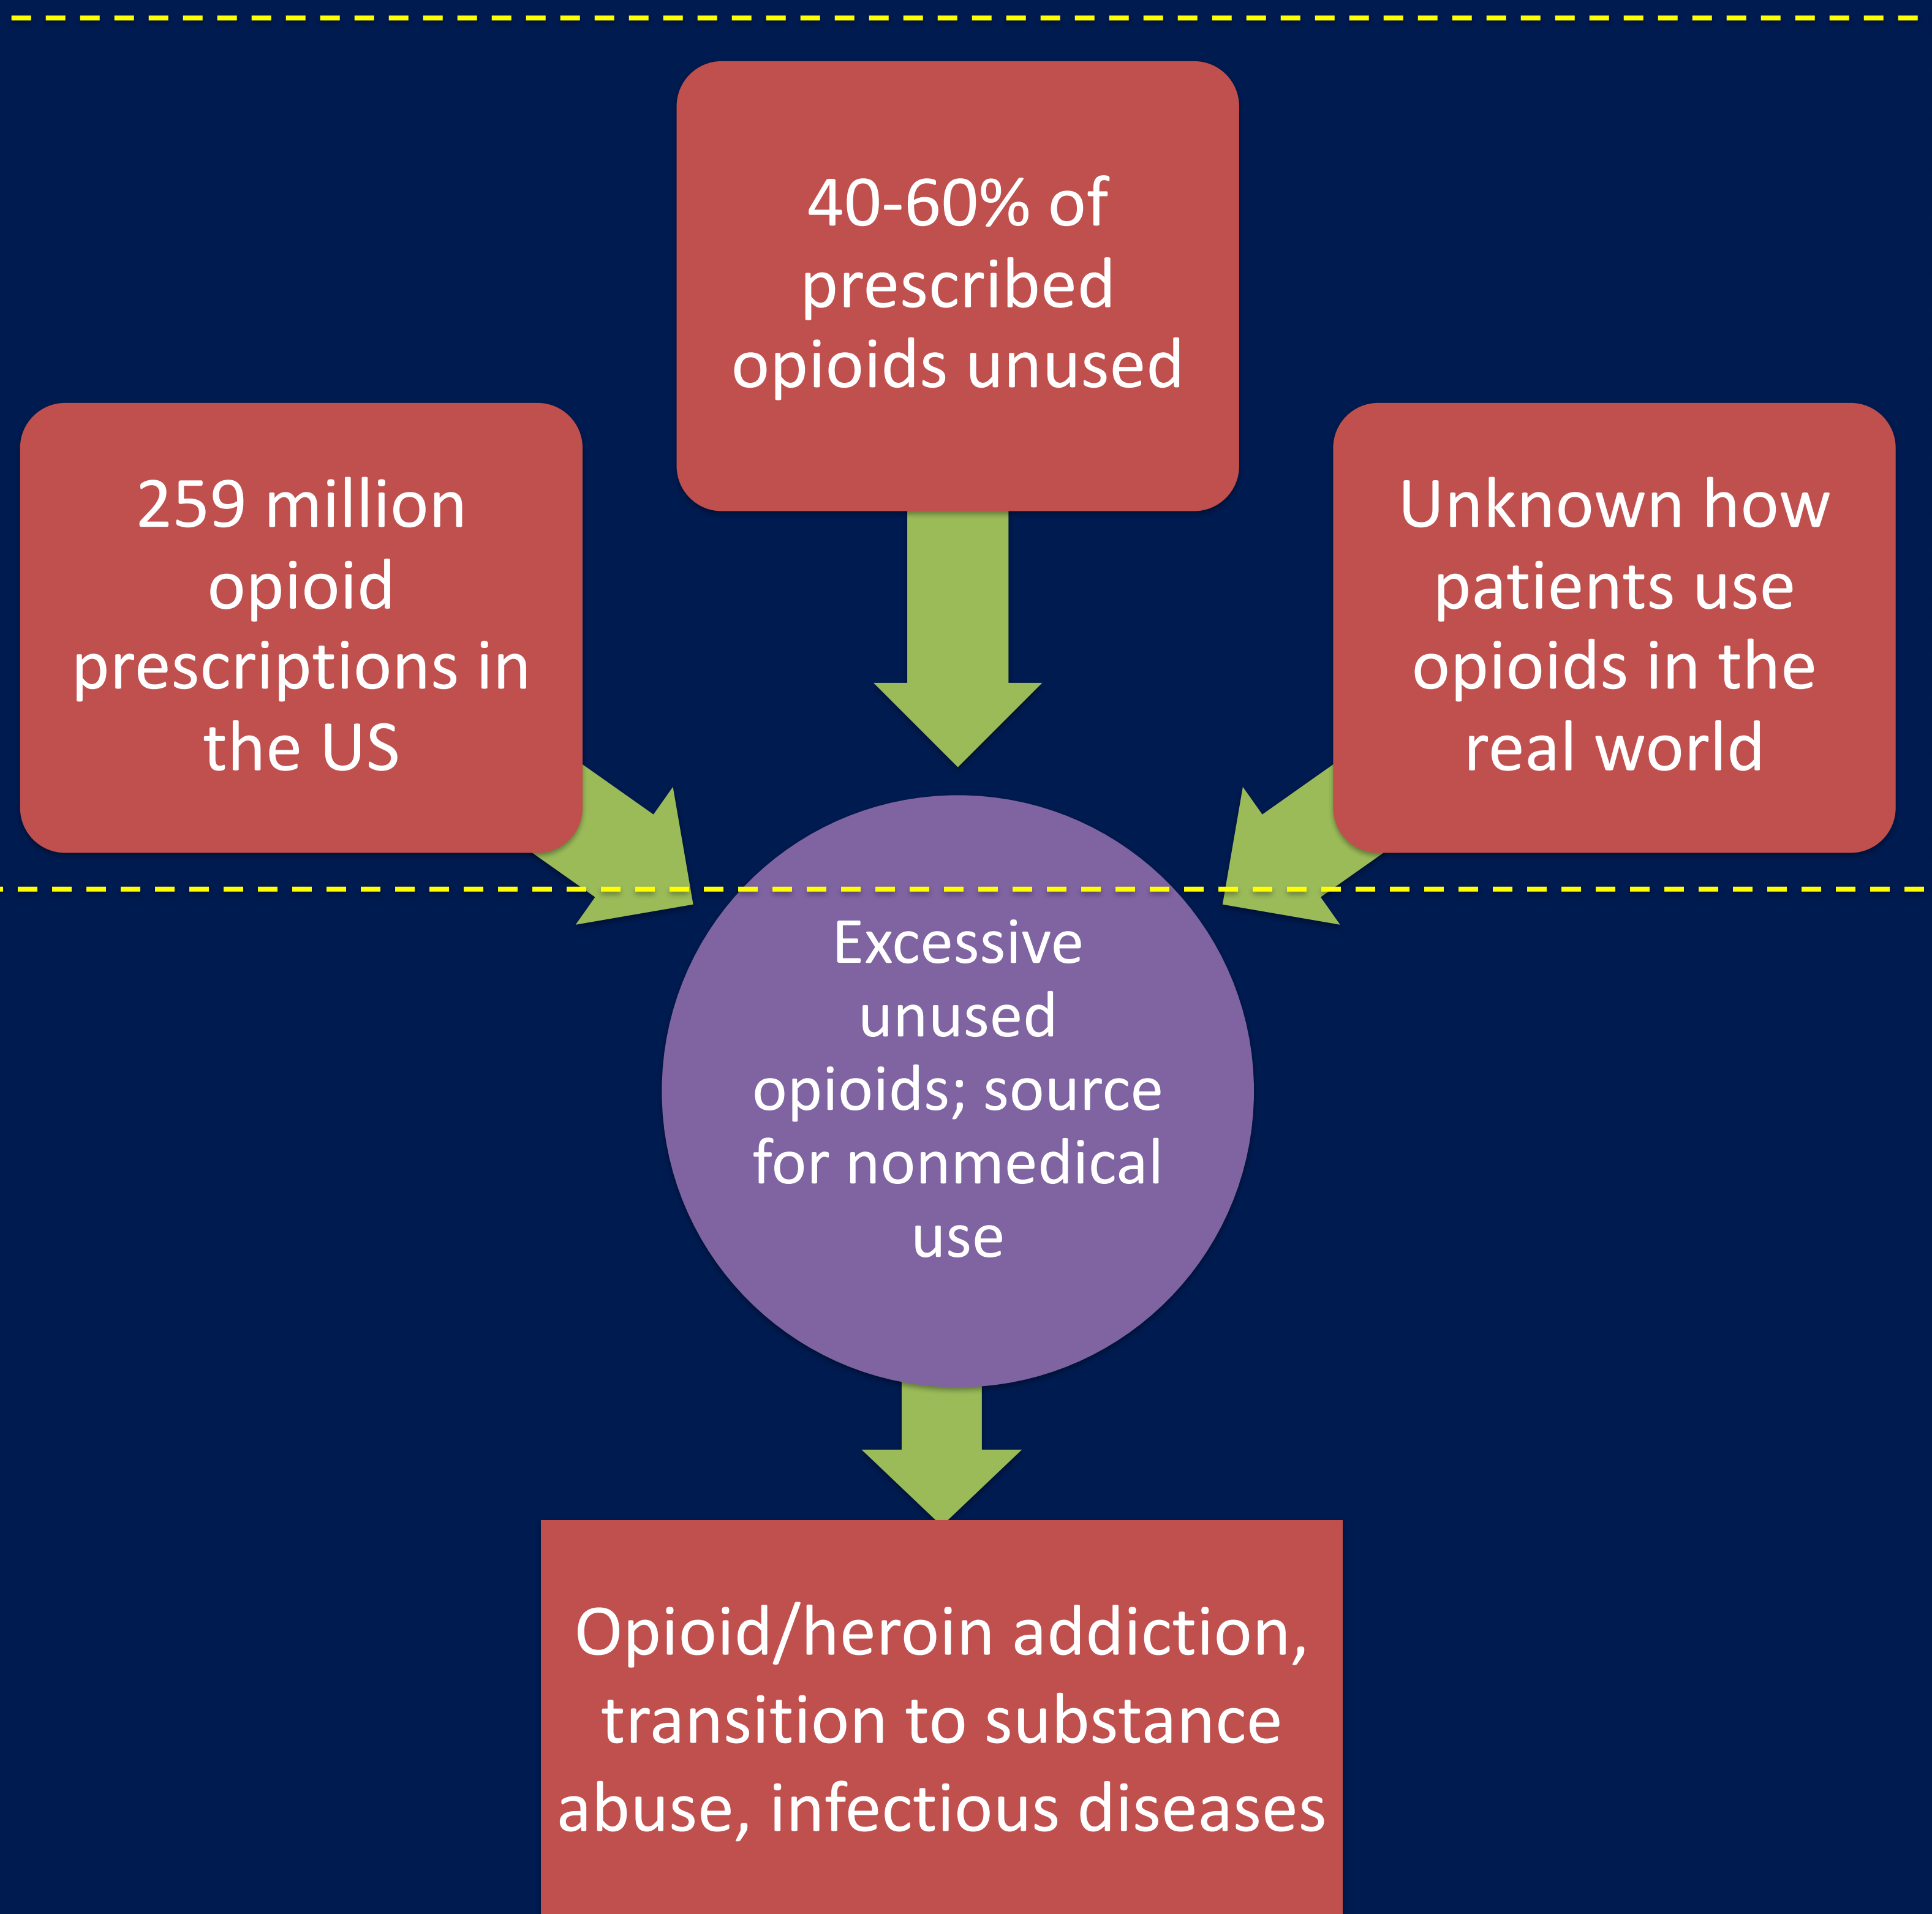 40-60% of
prescribed
opioids unused
259 million
opioid
prescriptions in
the US
Unknown how
patients use
opioids in the
real world
Excessive
unused
opioids; source
for nonmedical
use
Opioid/heroin addiction,
transition to substance
abuse, infectious diseases